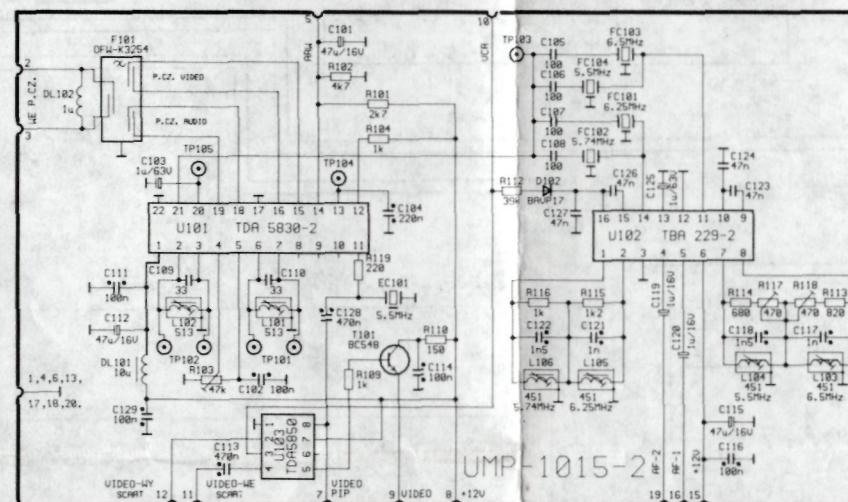 5
10
F101
OFW-K3254
2
WE P.CZ.
3
DL102
1u
P.CZ. VIDEO
P.CZ. AUDIO
ARW
C101
47u/16V
R102
4k7
R101
2k7
R104
1k
VCR
TP103
C105
100
C106
100
C107
100
C108
100
FC103
6.5MHz
FC104
5.5MHz
FC101
6.25MHz
FC102
5.74MHz
C103
1u/63V
TP105
TP104
C104
220n
R112
39k
D102
BAVP17
C127
47n
C126
47n
C125
1u/63V
C124
47n
C123
47n
22 21 20 19 18 17 16 15 14 13 12
U101 TDA 5830-2
1 2 3 4 5 6 7 8 9 10 11
16 15 14 13 12 11 10 9
U102 TBA 229-2
1 2 3 4 5 6 7 8
C111
100n
C109
33
L102
513
C110
33
L101
513
C112
47u/16V
TP102
TP101
R119
220
EC101
5.5MHz
C128
470n
T101
BC548
R110
150
C114
100n
R109
1k
DL101
10u
R103
47k
C102
100n
C129
100n
1,4,6,13,
17,18,20.
R116
1k
R115
1k2
C122
1n5
C121
1n
L106
451
5.74MHz
L105
451
6.25MHz
C119
1u/16V
C120
1u/16V
R114
680
R117
470
R118
470
R113
820
C118
1n5
C117
1n
L104
451
5.5MHz
L103
451
6.5MHz
C115
47u/16V
C116
100n
C113
470n
U103
TDA5850
1 2 3 4
8 7 6 5
UMP-1015-2
VIDEO-WY
SCART 12
VIDEO-WE
11 SCART
VIDEO
7 PIP
9 VIDEO
8 +12V
AF-2
19
AF-1
16
+12V
15